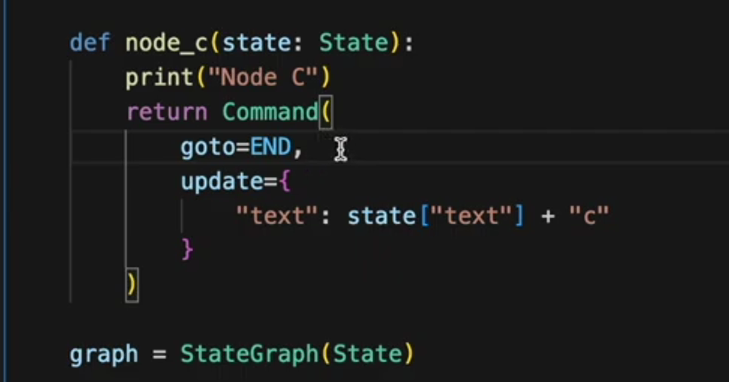 def node_c(state: State):
    print("Node C")
    return Command(
        goto=END,
        update={
            "text": state["text"] + "c"
        }
    )
graph = StateGraph(State)